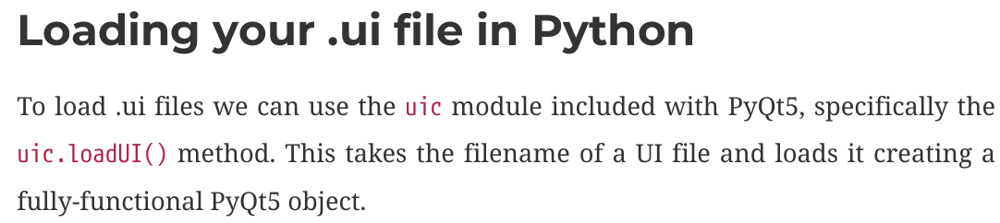 Loading your .ui file in Python
To load .ui files we can use the uic module included with PyQt5, specifically the
uic.loadUI() method. This takes the filename of a UI file and loads it creating a
fully-functional PyQt5 object.